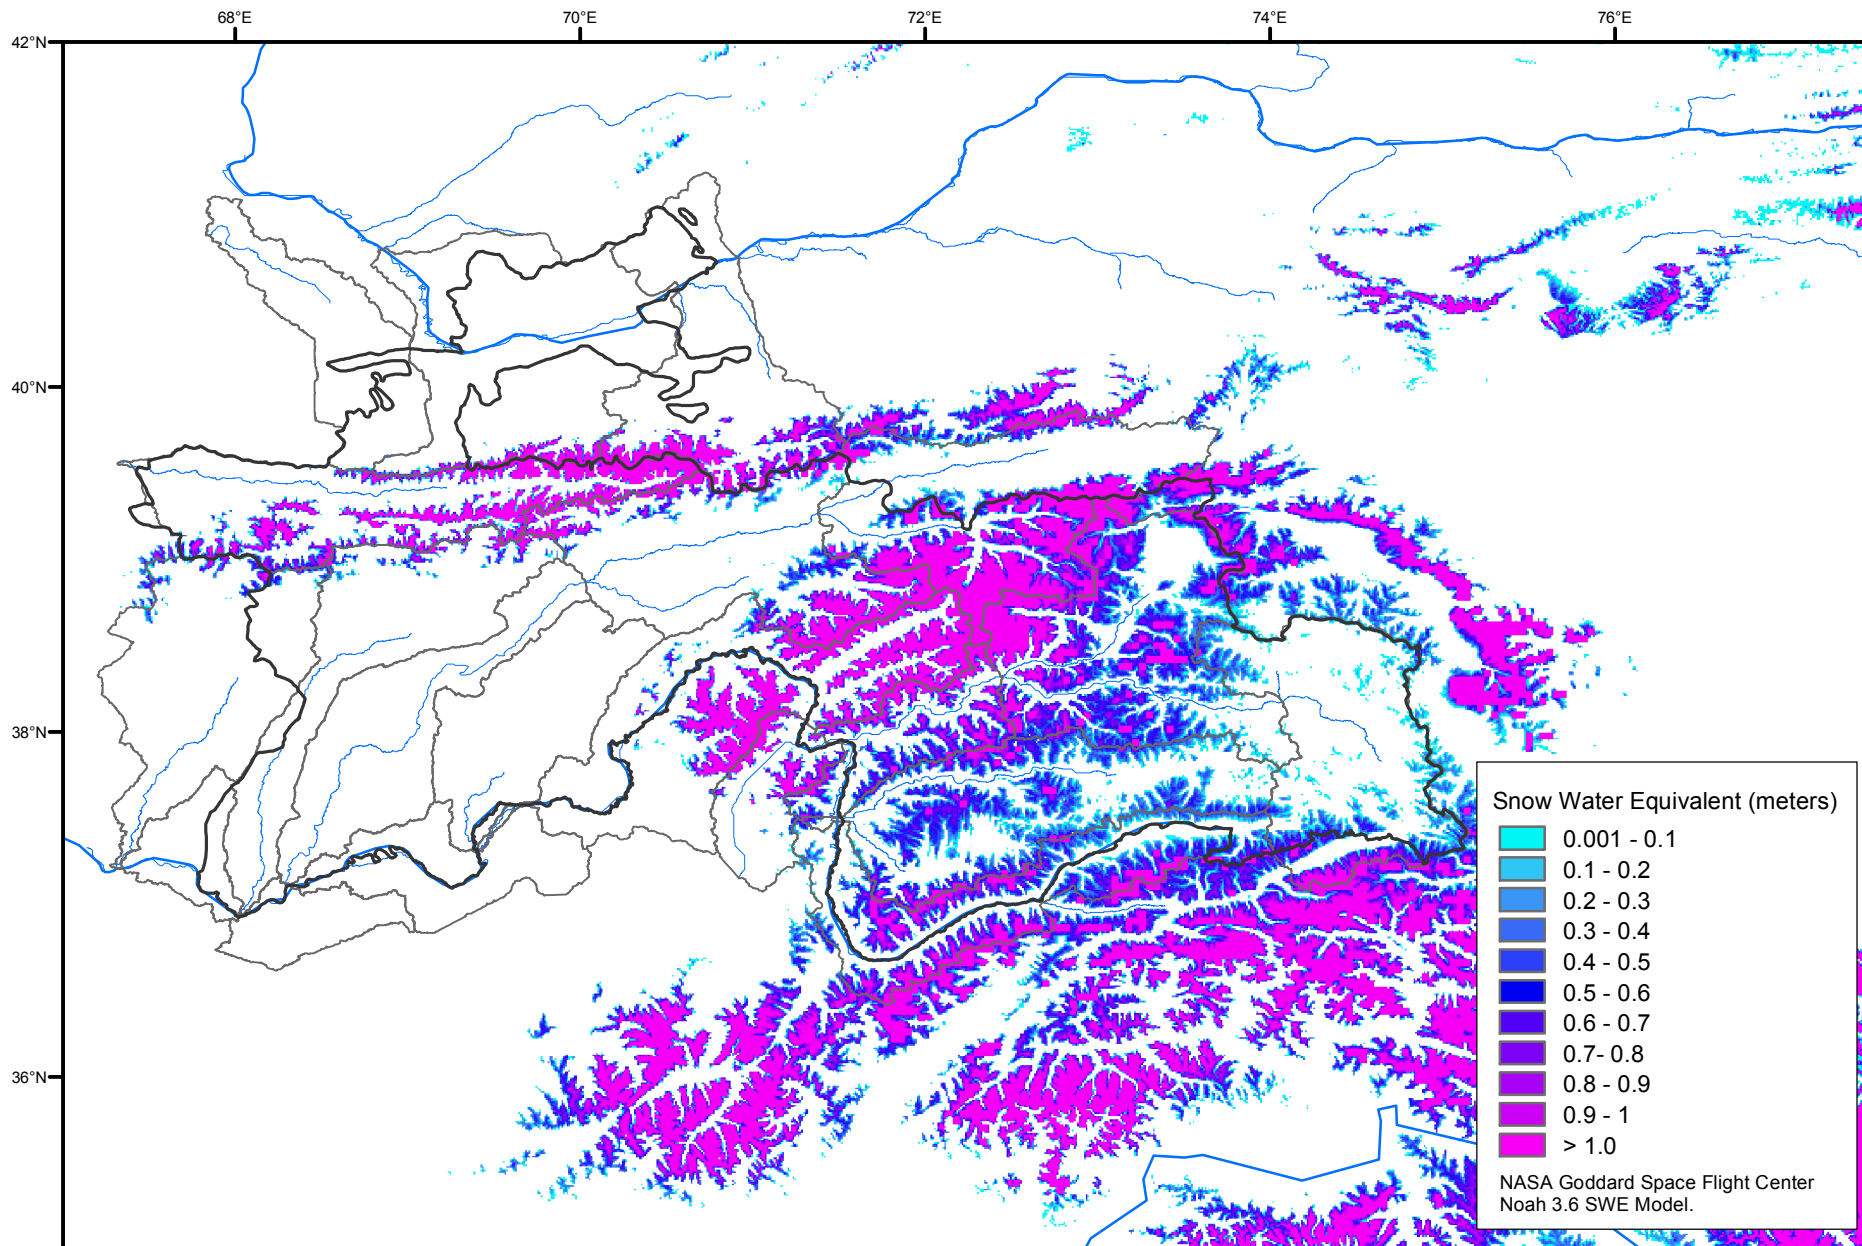 68°E
70°E
72°E
74°E
76°E
42°N
40°N
38°N
36°N
Snow Water Equivalent (meters)
0.001 - 0.1
0.1 - 0.2
0.2 - 0.3
0.3 - 0.4
0.4 - 0.5
0.5 - 0.6
0.6 - 0.7
0.7- 0.8
0.8 - 0.9
0.9 - 1
> 1.0
NASA Goddard Space Flight Center
Noah 3.6 SWE Model.